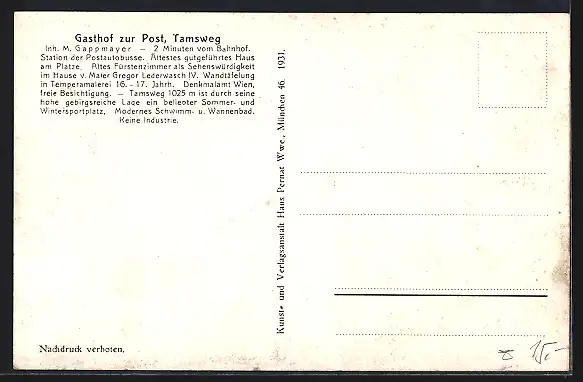 Gasthof zur Post, Tamsweg
Inh. M. Gappmayer — 2 Minuten vom Bahnhof.
Station der Postautobusse. Ältestes gutgeführtes Haus
am Platze. Altes Fürstenzimmer als Sehenswürdigkeit
im Hause v. Maler Gregor Lederwasch IV. Wandtäfelung
in Temperamalerei 16. - 17. Jahrh. Denkmalamt Wien,
freie Besichtigung. — Tamsweg 1025 m ist durch seine
hohe gebirgsreiche Lage ein beliebter Sommer- und
Wintersportplatz, Modernes Schwimm- u. Wannenbad.
Keine Industrie.
Kunst- und Verlagsanstalt Hans Pernat Wwe., München 46. 1931.
Nachdruck verboten.
15.-